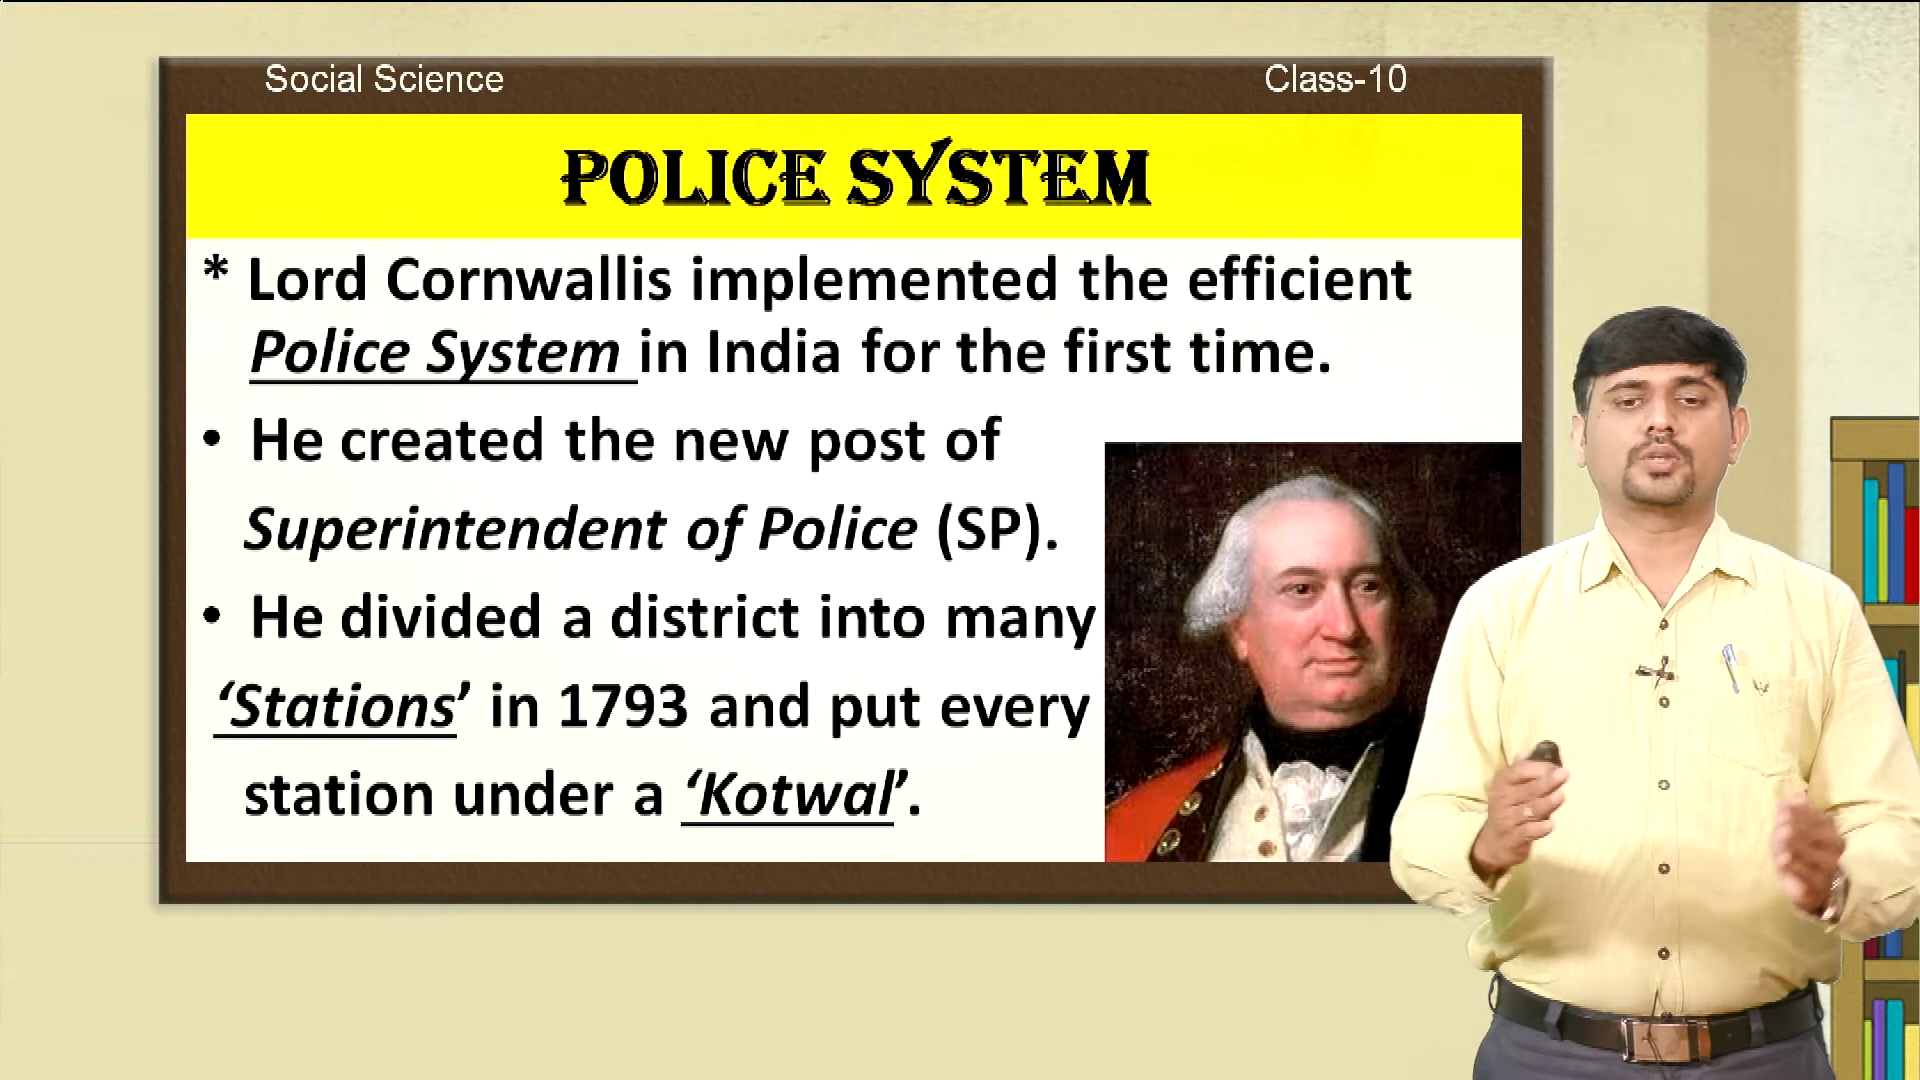 Social Science
Class-10
POLICE SYSTEM
* Lord Cornwallis implemented the efficient
Police System in India for the first time.
• He created the new post of
Superintendent of Police (SP).
• He divided a district into many
‘Stations’ in 1793 and put every
station under a ‘Kotwal’.